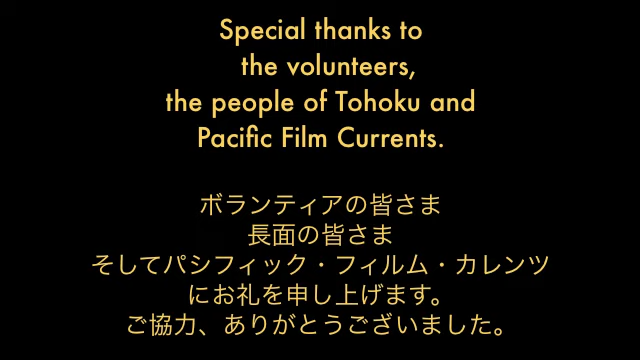 Special thanks to
the volunteers,
the people of Tohoku and
Pacific Film Currents.
ボランティアの皆さま
長面の皆さま
そしてパシフィック・フィルム・カレンツ
にお礼を申し上げます。
ご協力、ありがとうございました。